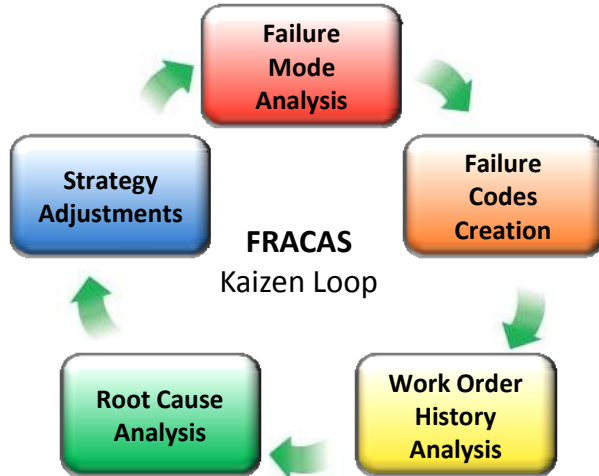 Failure
Mode
Analysis
Failure
Codes
Creation
Work Order
History
Analysis
Root Cause
Analysis
Strategy
Adjustments
FRACAS
Kaizen Loop